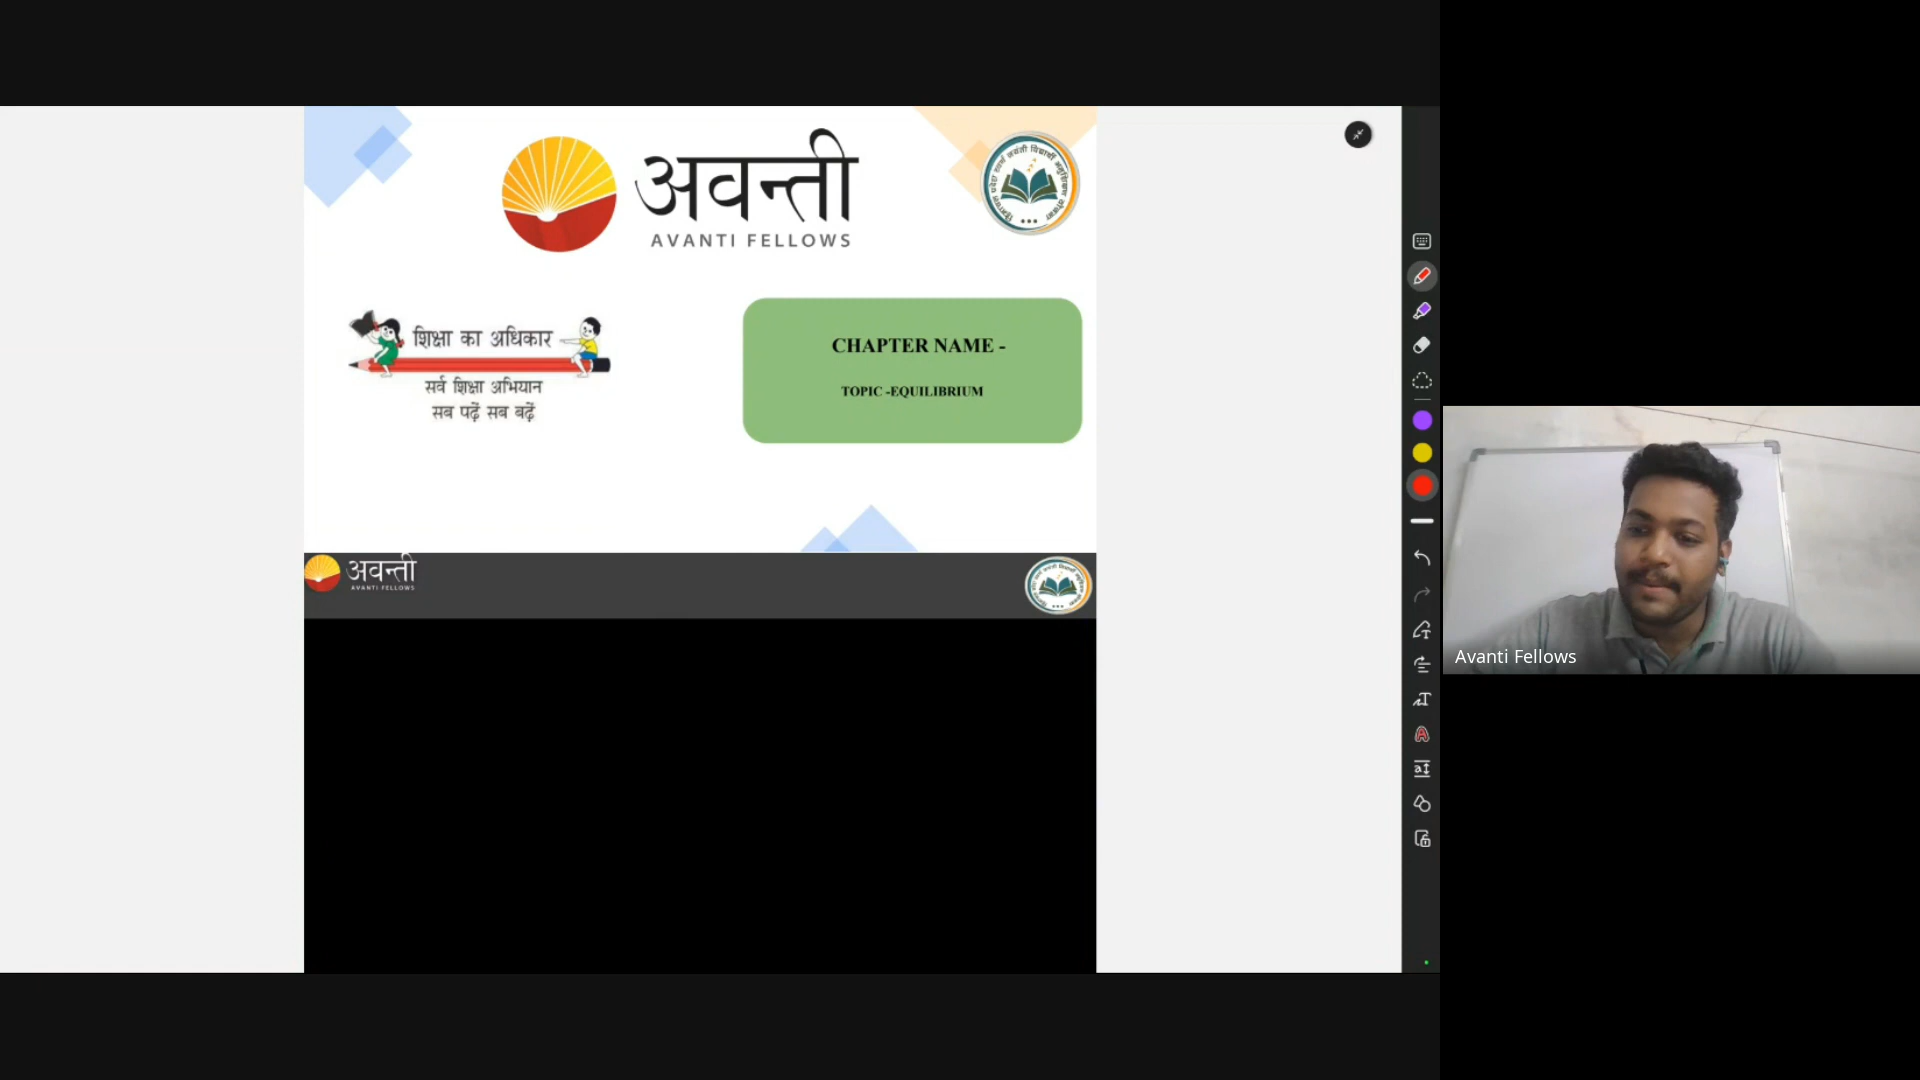 अवन्ती
AVANTI FELLOWS
शिक्षा का अधिकार
सर्व शिक्षा अभियान
सब पढ़ें सब बढ़ें
CHAPTER NAME -
TOPIC -EQUILIBRIUM
अवन्ती
AVANTI FELLOWS
Avanti Fellows